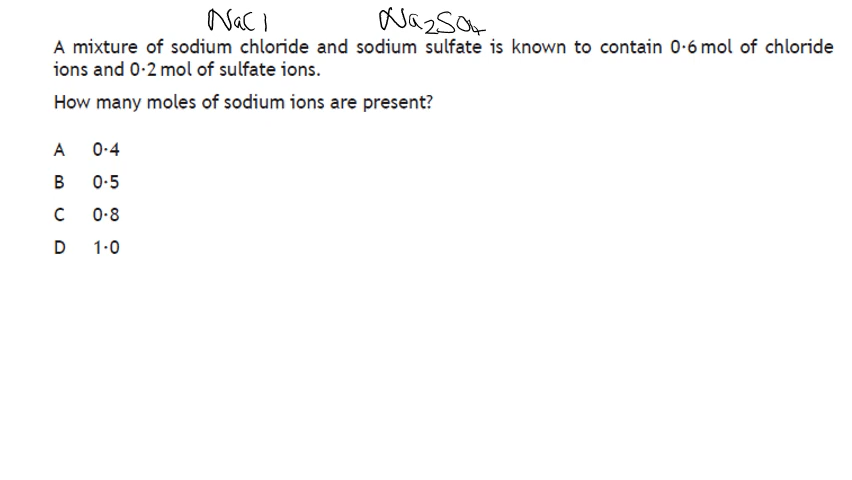 NaCl Na2SO4
A mixture of sodium chloride and sodium sulfate is known to contain 0·6 mol of chloride
ions and 0·2 mol of sulfate ions.
How many moles of sodium ions are present?
A 0·4
B 0·5
C 0·8
D 1·0